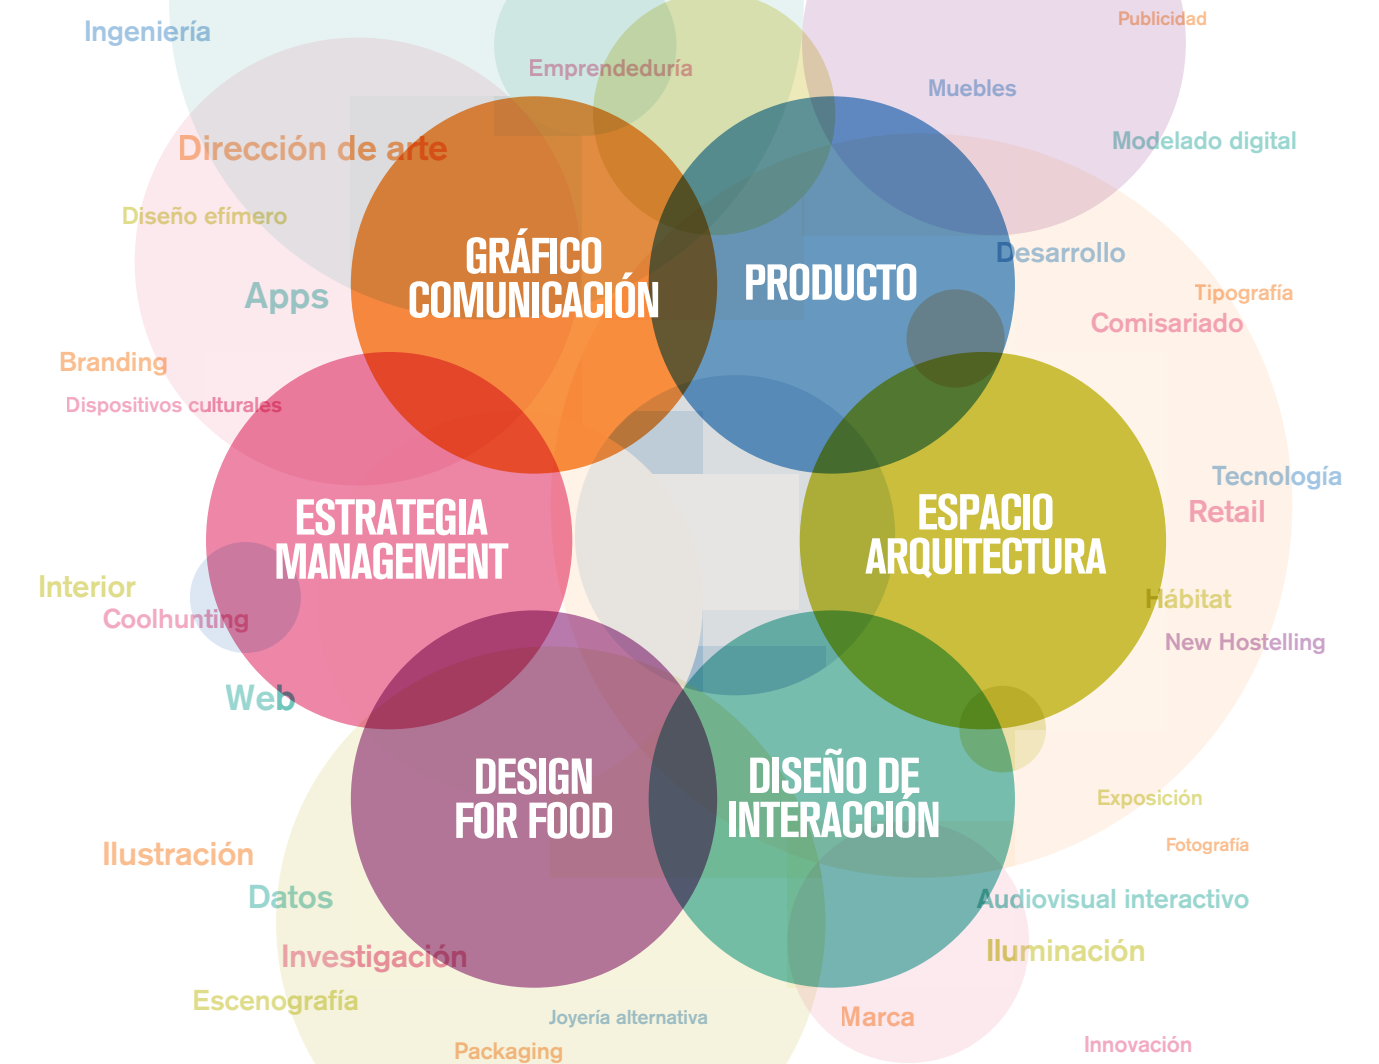 Publicidad
Ingeniería
Emprendeduría
Muebles
Modelado digital
Dirección de arte
Diseño efímero
GRÁFICO
COMUNICACIÓN
PRODUCTO
Desarrollo
Apps
Tipografía
Comisariado
Branding
Dispositivos culturales
Tecnología
Retail
ESTRATEGIA
MANAGEMENT
ESPACIO
ARQUITECTURA
Interior
Coolhunting
Hábitat
New Hostelling
Web
DESIGN
FOR FOOD
DISEÑO DE
INTERACCIÓN
Exposición
Fotografía
Ilustración
Datos
Audiovisual interactivo
Investigación
Iluminación
Escenografía
Joyería alternativa
Marca
Packaging
Innovación